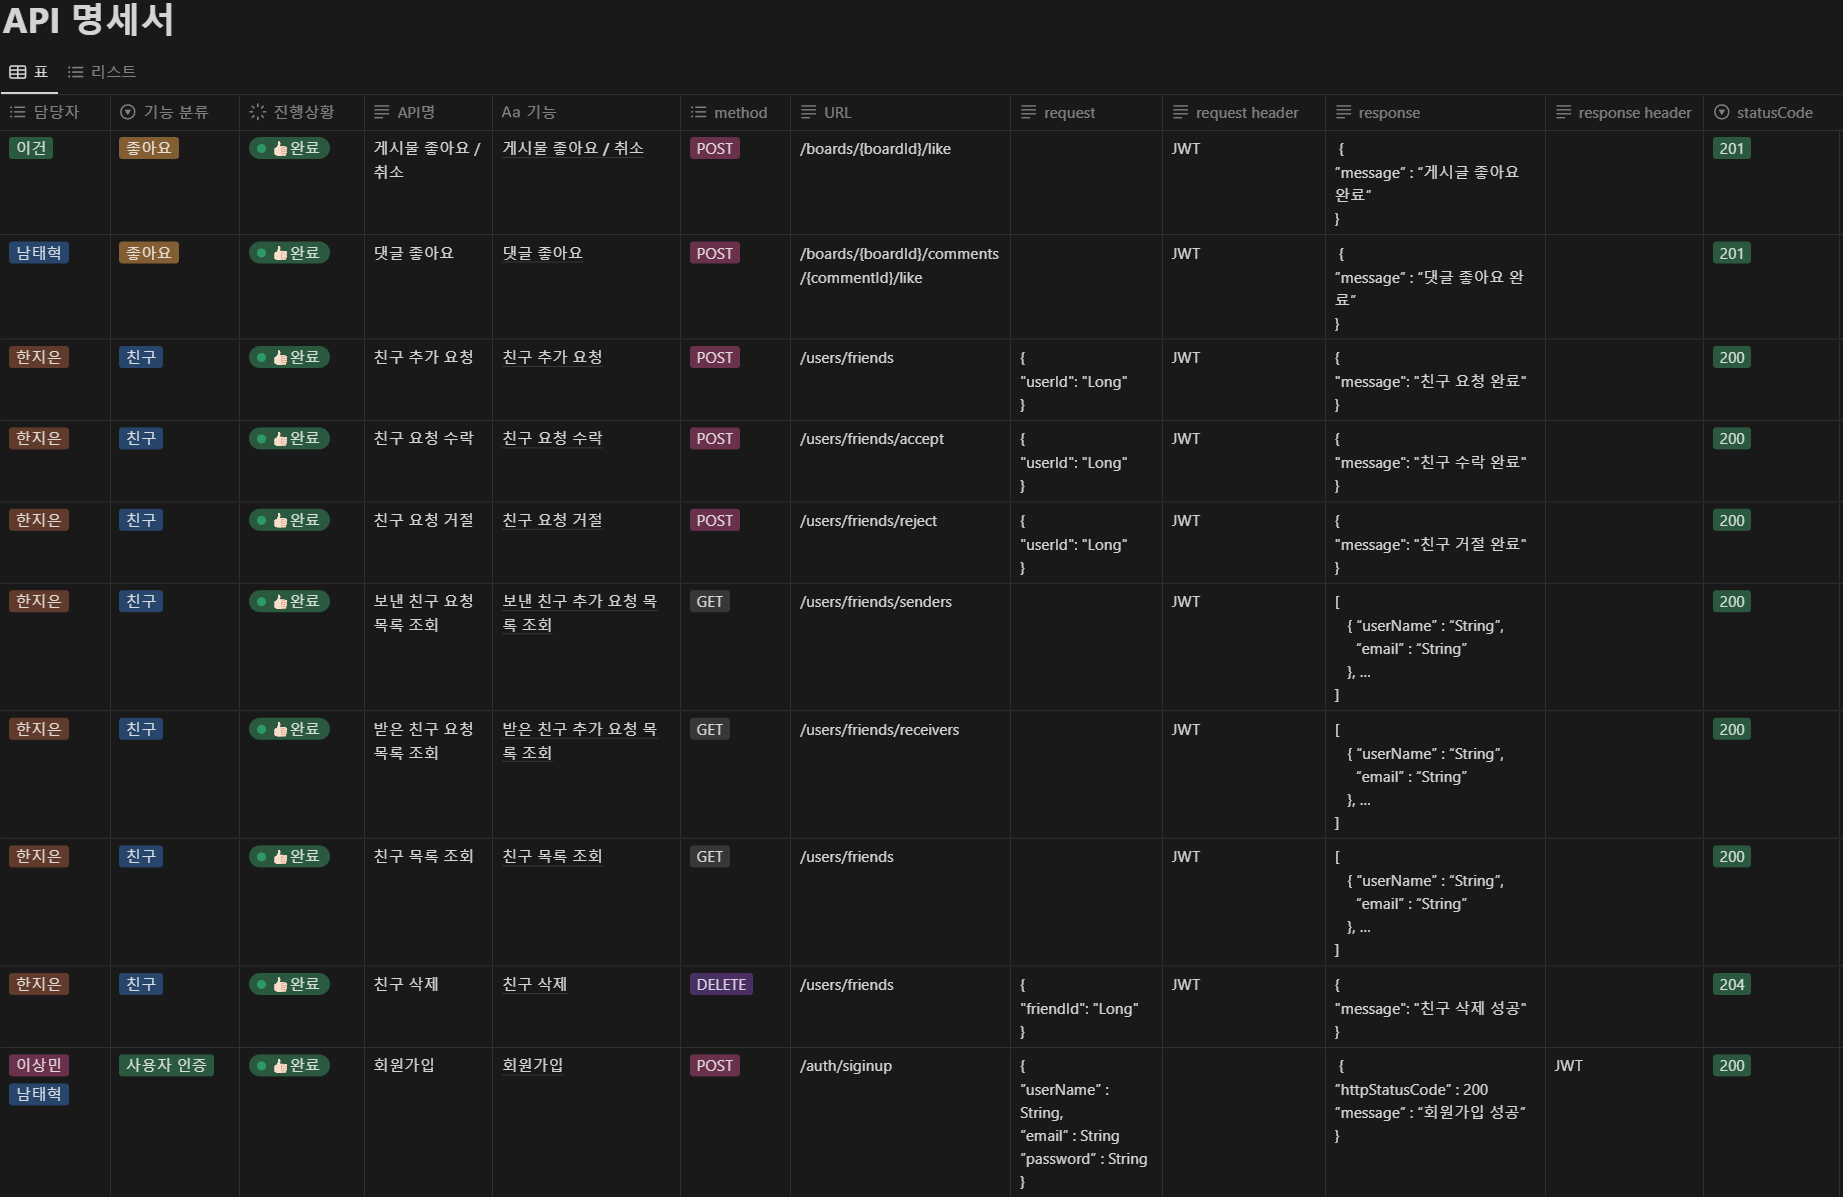 API 명세서
표 리스트
담당자 기능 분류 진행상황 API명 Aa 기능 method URL request request header response response header statusCode
이건 좋아요 👍완료 게시물 좋아요 / 게시물 좋아요 / 취소 POST /boards/{boardId}/like JWT { 201
취소 “message” : “게시글 좋아요
완료”
}
남태혁 좋아요 👍완료 댓글 좋아요 댓글 좋아요 POST /boards/{boardId}/comments JWT { 201
/{commentId}/like “message” : “댓글 좋아요 완
료”
}
한지은 친구 👍완료 친구 추가 요청 친구 추가 요청 POST /users/friends { JWT { 200
"userId": "Long" "message": "친구 요청 완료"
} }
한지은 친구 👍완료 친구 요청 수락 친구 요청 수락 POST /users/friends/accept { JWT { 200
"userId": "Long" "message": "친구 수락 완료"
} }
한지은 친구 👍완료 친구 요청 거절 친구 요청 거절 POST /users/friends/reject { JWT { 200
"userId": "Long" "message": "친구 거절 완료"
} }
한지은 친구 👍완료 보낸 친구 요청 보낸 친구 추가 요청 목 GET /users/friends/senders JWT [ 200
목록 조회 록 조회 { “userName” : “String”,
“email” : “String”
}, ...
]
한지은 친구 👍완료 받은 친구 요청 받은 친구 추가 요청 목 GET /users/friends/receivers JWT [ 200
목록 조회 록 조회 { “userName” : “String”,
“email” : “String”
}, ...
]
한지은 친구 👍완료 친구 목록 조회 친구 목록 조회 GET /users/friends JWT [ 200
{ “userName” : “String”,
“email” : “String”
}, ...
]
한지은 친구 👍완료 친구 삭제 친구 삭제 DELETE /users/friends { JWT { 204
"friendId": "Long" "message": "친구 삭제 성공"
} }
이상민 사용자 인증 👍완료 회원가입 회원가입 POST /auth/siginup { { JWT 200
남태혁 “userName” : “httpStatusCode” : 200
String, “message” : “회원가입 성공”
“email” : String }
“password” : String
}